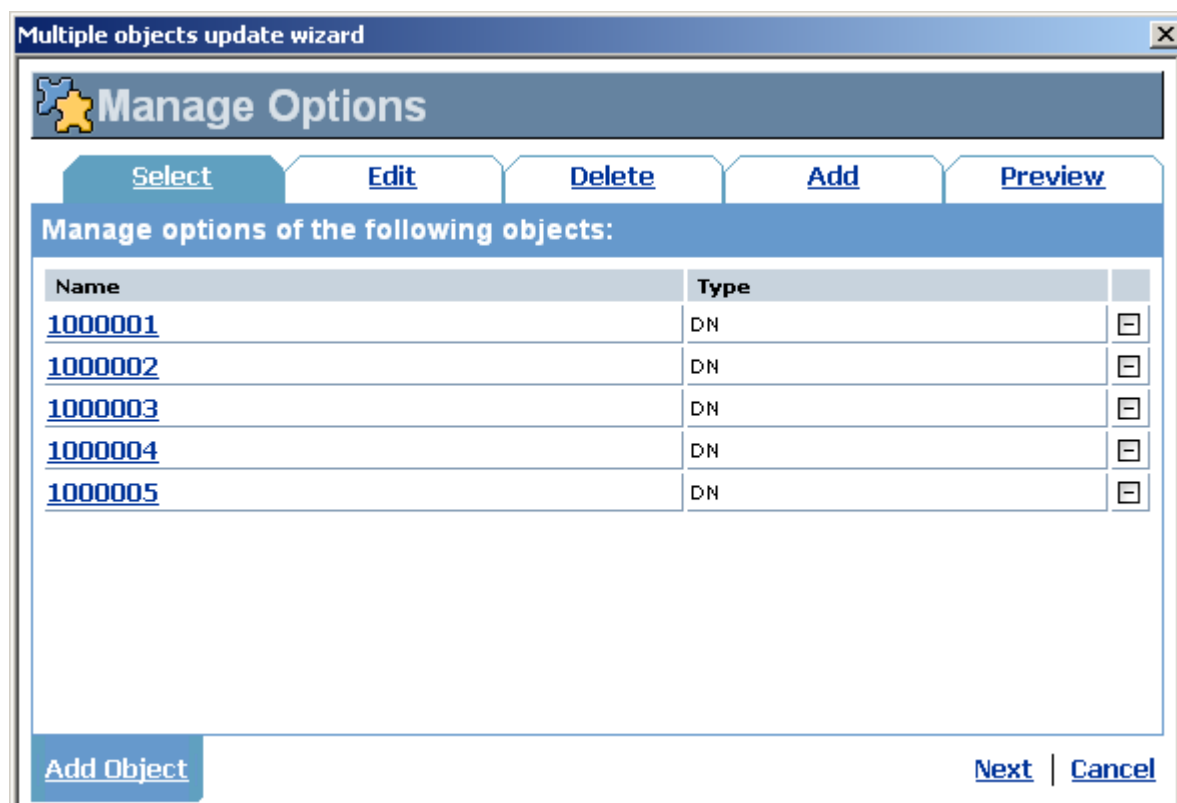 Multiple objects update wizard
Manage Options
Select Edit Delete Add Preview
Manage options of the following objects:
Name Type
1000001 DN
1000002 DN
1000003 DN
1000004 DN
1000005 DN
Add Object Next | Cancel